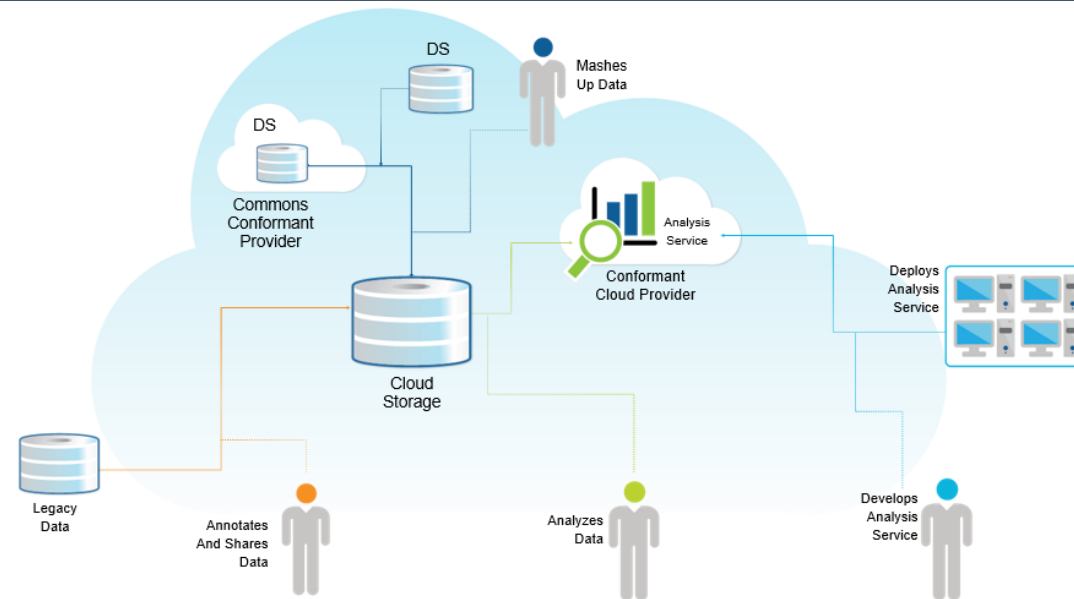 DS
Mashes
Up Data
DS
Commons
Conformant
Provider
Analysis
Service
Conformant
Cloud Provider
Deploys
Analysis
Service
Cloud
Storage
Legacy
Data
Annotates
And Shares
Data
Analyzes
Data
Develops
Analysis
Service